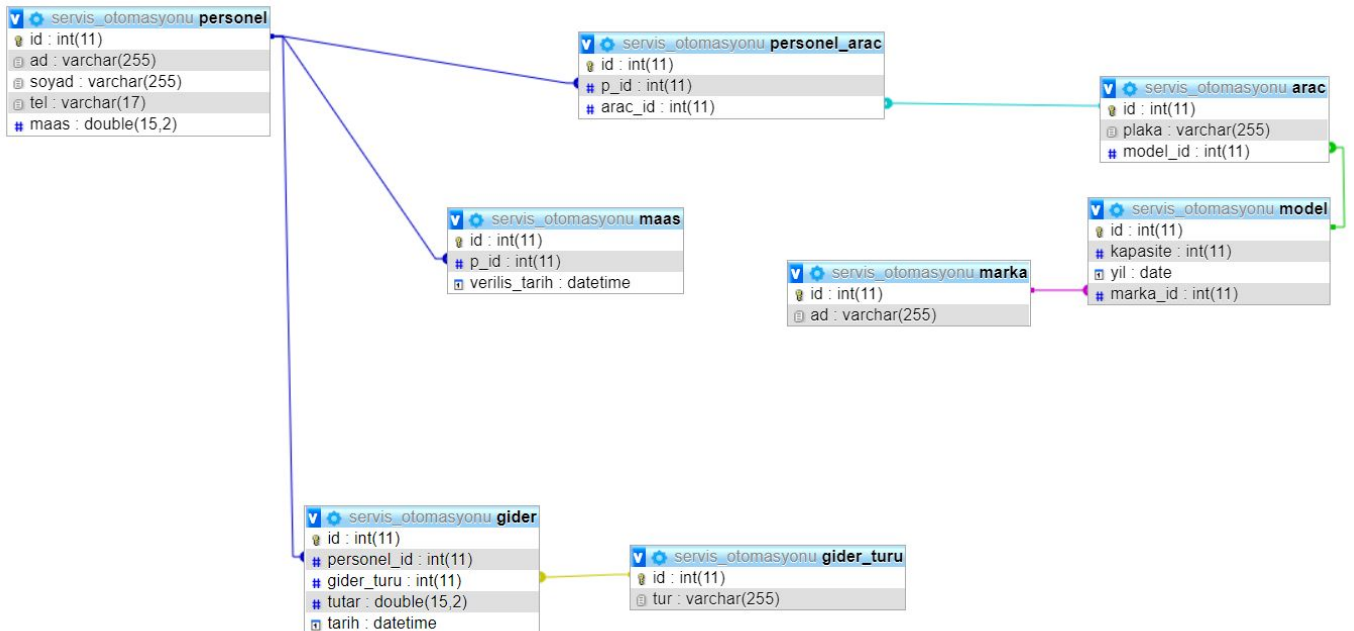 servis_otomasyonu personel
id : int(11)
ad : varchar(255)
soyad : varchar(255)
tel : varchar(17)
maas : double(15,2)
servis_otomasyonu personel_arac
id : int(11)
p_id : int(11)
arac_id : int(11)
servis_otomasyonu arac
id : int(11)
plaka : varchar(255)
model_id : int(11)
servis_otomasyonu maas
id : int(11)
p_id : int(11)
verilis_tarih : datetime
servis_otomasyonu model
id : int(11)
kapasite : int(11)
yil : date
marka_id : int(11)
servis_otomasyonu marka
id : int(11)
ad : varchar(255)
servis_otomasyonu gider
id : int(11)
personel_id : int(11)
gider_turu : int(11)
tutar : double(15,2)
tarih : datetime
servis_otomasyonu gider_turu
id : int(11)
tur : varchar(255)